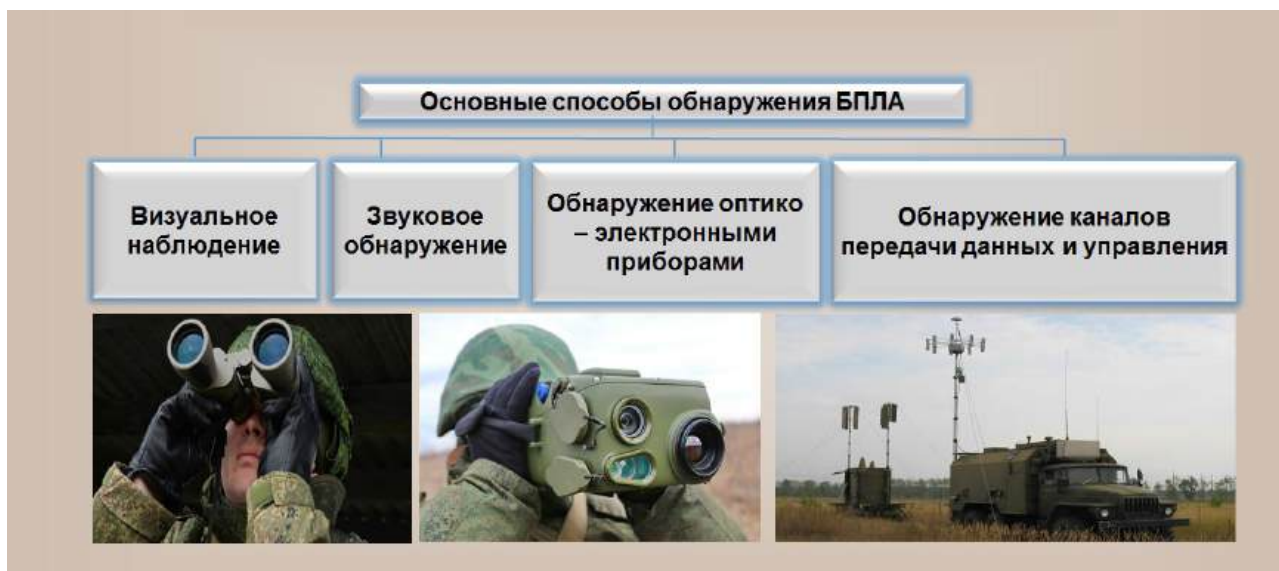 Основные способы обнаружения БПЛА
Визуальное
наблюдение
Звуковое
обнаружение
Обнаружение оптико
– электронными
приборами
Обнаружение каналов
передачи данных и управления